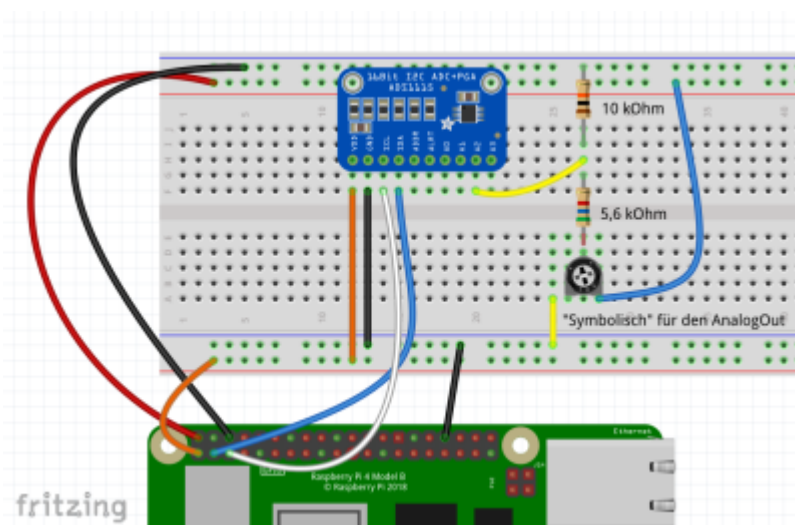 16Bit I2C ADC+PGA
ADS1115
VDD GND SCL SDA ADDR ALRT A0 A1 A2 A3
10 kOhm
5,6 kOhm
"Symbolisch" für den AnalogOut
Ethernet
Raspberry Pi 4 Model B
© Raspberry Pi 2018
fritzing